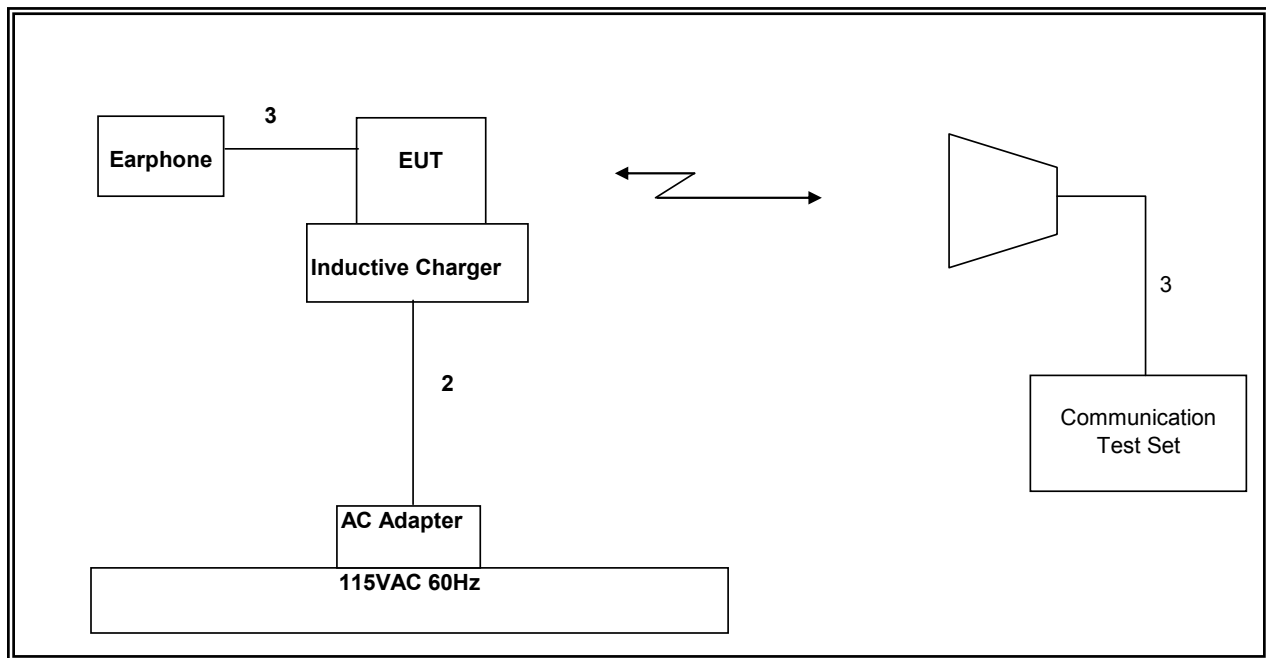 3
Earphone
EUT
Inductive Charger
3
2
Communication
Test Set
AC Adapter
115VAC 60Hz